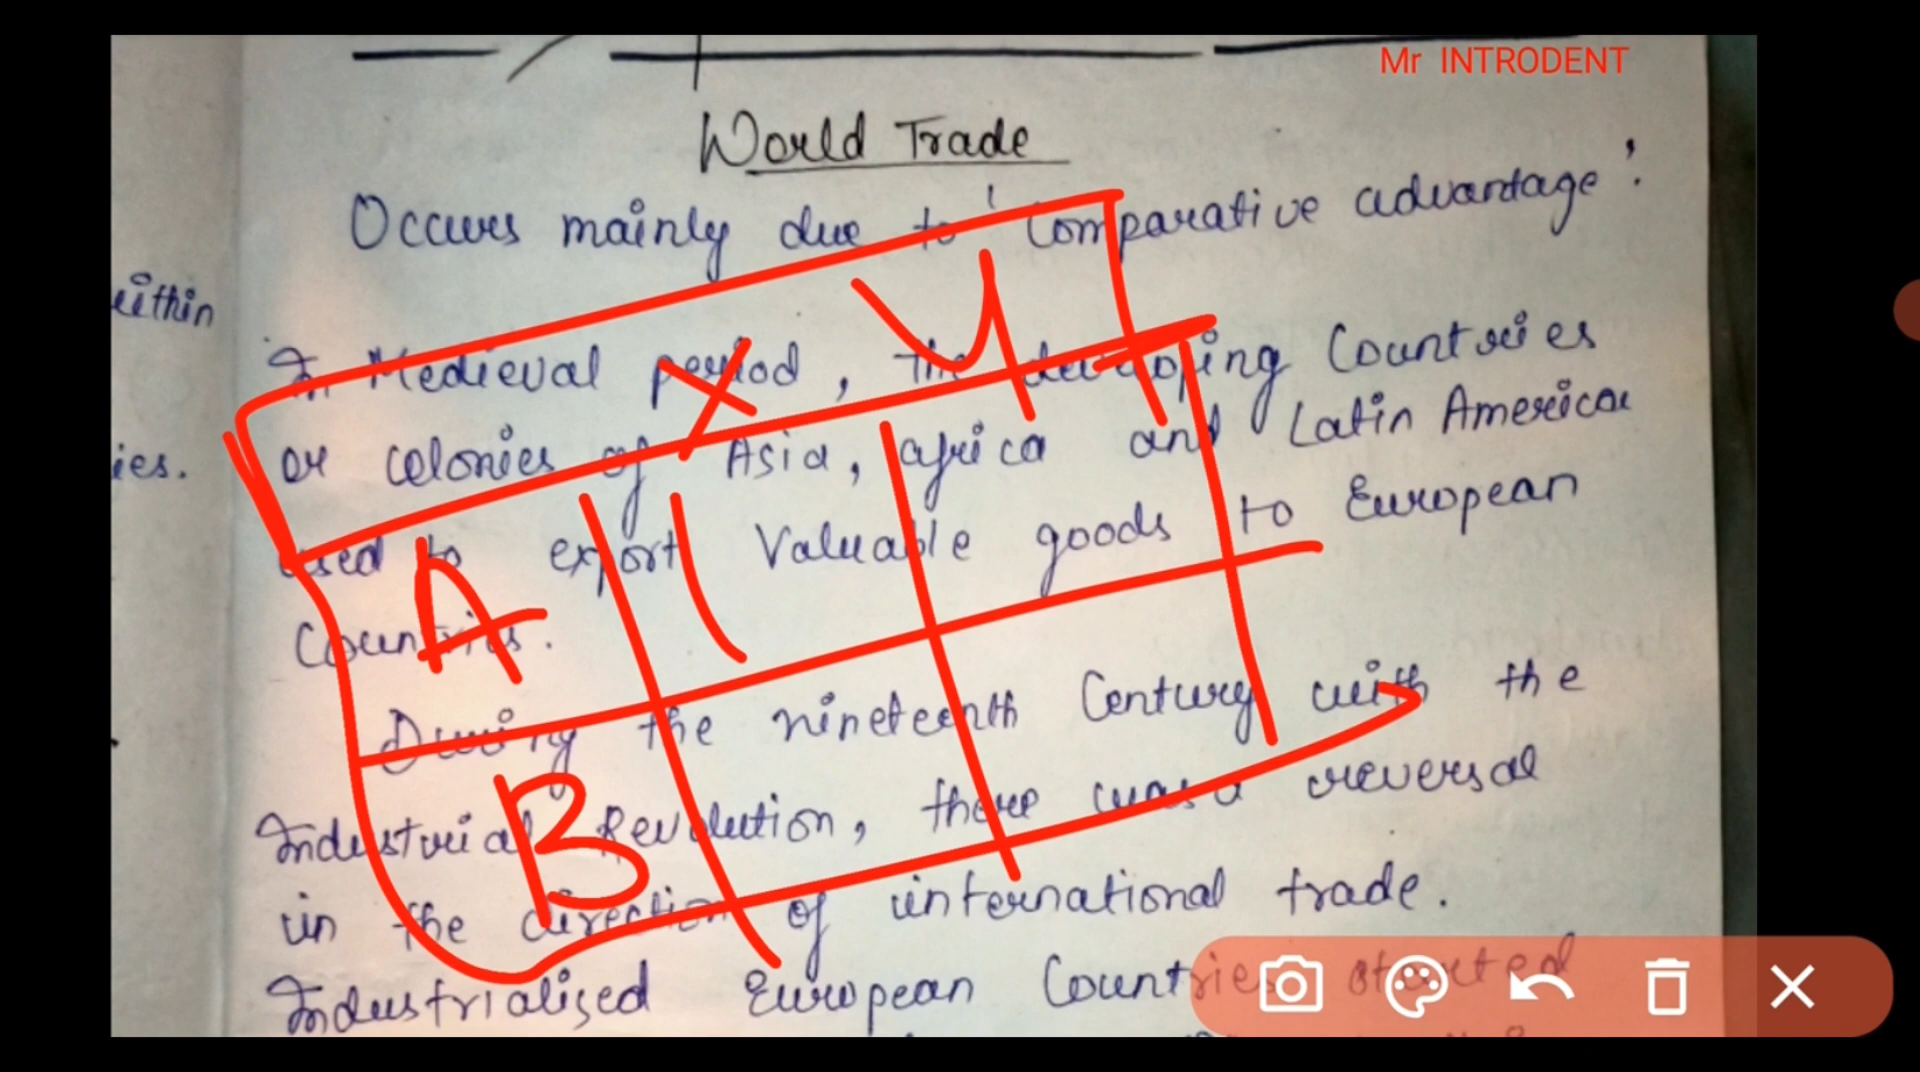 Mr INTRODENT
World Trade
Occurs mainly due to 'Comparative advantage'.
within
In Medieval period, the developing Countries
X Y
or colonies of Asia, africa and Latin America
ies.
used to export Valuable goods to European
A
Countries.
During the nineteenth Century with the
B
Industrial Revolution, there was a reversal
in the direction of international trade.
Industrialised European Countries started